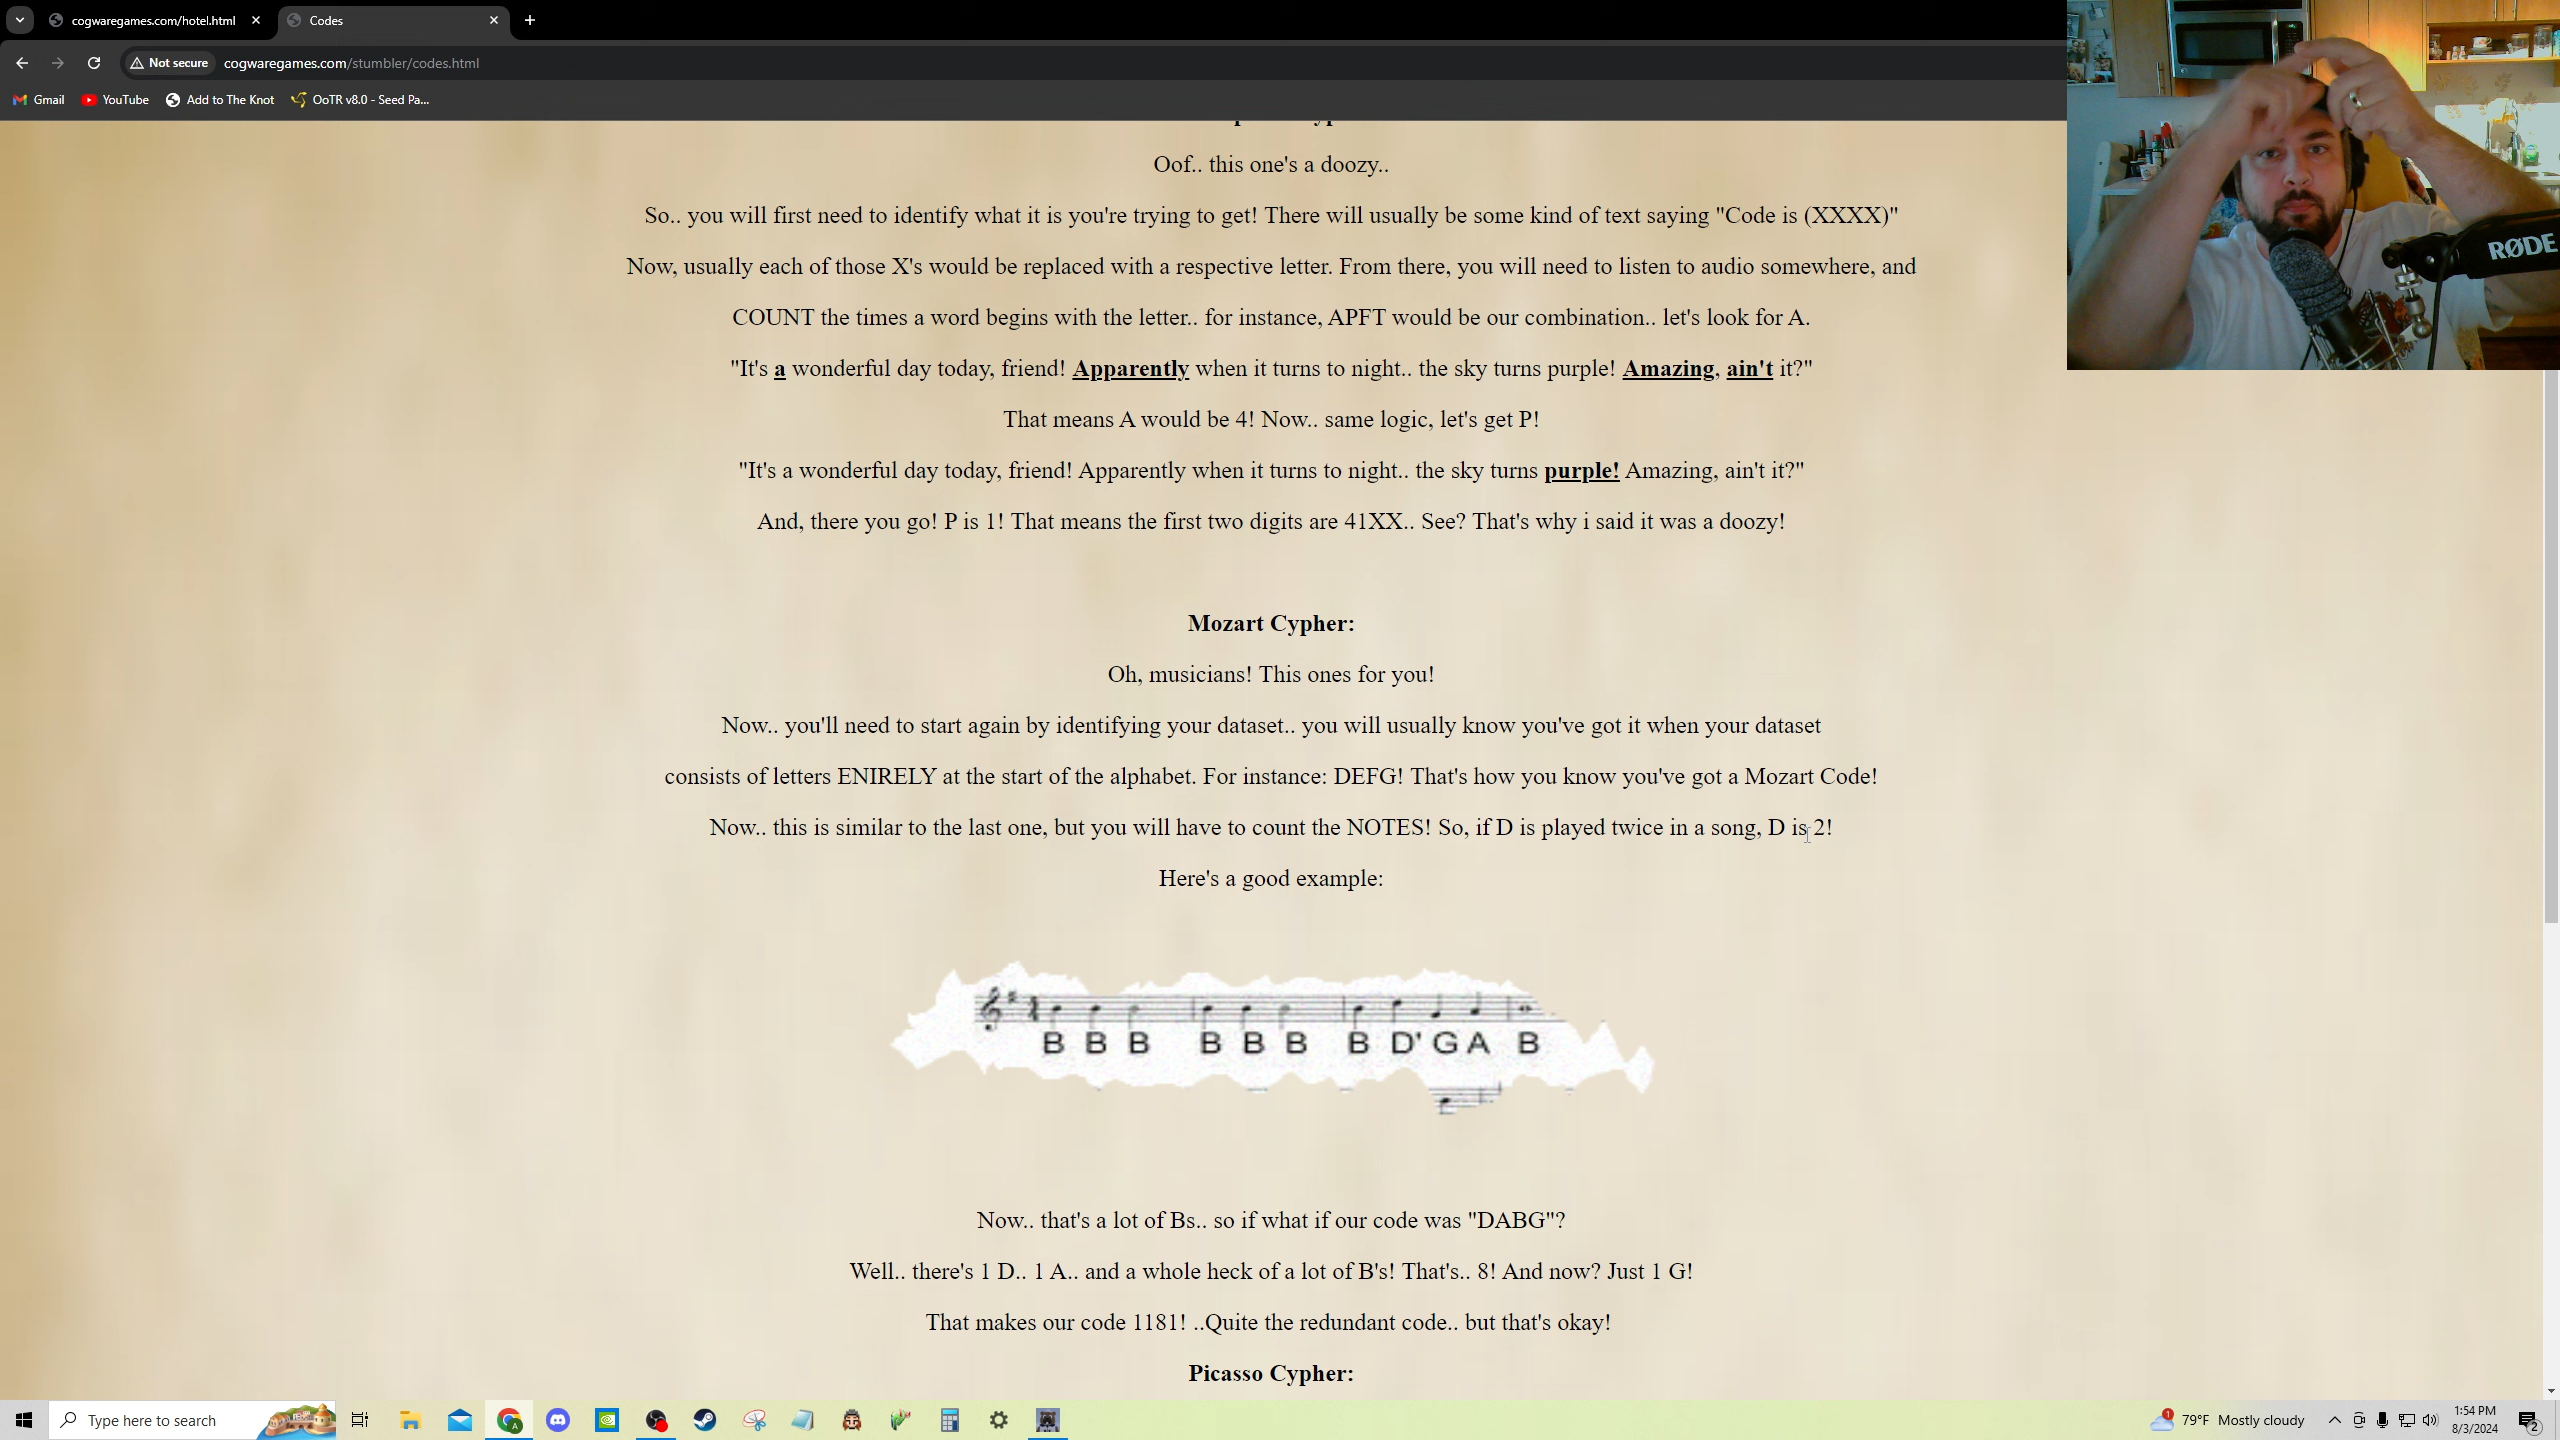 cogwaregames.com/hotel.html
Codes
Not secure
cogwaregames.com/stumbler/codes.html
Gmail
YouTube
Add to The Knot
OoTR v8.0 - Seed Pa...
Oof.. this one's a doozy..
So.. you will first need to identify what it is you're trying to get! There will usually be some kind of text saying "Code is (XXXX)"
Now, usually each of those X's would be replaced with a respective letter. From there, you will need to listen to audio somewhere, and
COUNT the times a word begins with the letter.. for instance, APFT would be our combination.. let's look for A.
"It's a wonderful day today, friend! Apparently when it turns to night.. the sky turns purple! Amazing, ain't it?"
That means A would be 4! Now.. same logic, let's get P!
"It's a wonderful day today, friend! Apparently when it turns to night.. the sky turns purple! Amazing, ain't it?"
And, there you go! P is 1! That means the first two digits are 41XX.. See? That's why i said it was a doozy!
Mozart Cypher:
Oh, musicians! This ones for you!
Now.. you'll need to start again by identifying your dataset.. you will usually know you've got it when your dataset
consists of letters ENIRELY at the start of the alphabet. For instance: DEFG! That's how you know you've got a Mozart Code!
Now.. this is similar to the last one, but you will have to count the NOTES! So, if D is played twice in a song, D is 2!
Here's a good example:
B B B B B B B D' G A B
Now.. that's a lot of Bs.. so if what if our code was "DABG"?
Well.. there's 1 D.. 1 A.. and a whole heck of a lot of B's! That's.. 8! And now? Just 1 G!
That makes our code 1181! ..Quite the redundant code.. but that's okay!
Picasso Cypher:
RØDE
Type here to search
79°F Mostly cloudy
1:54 PM
8/3/2024
2